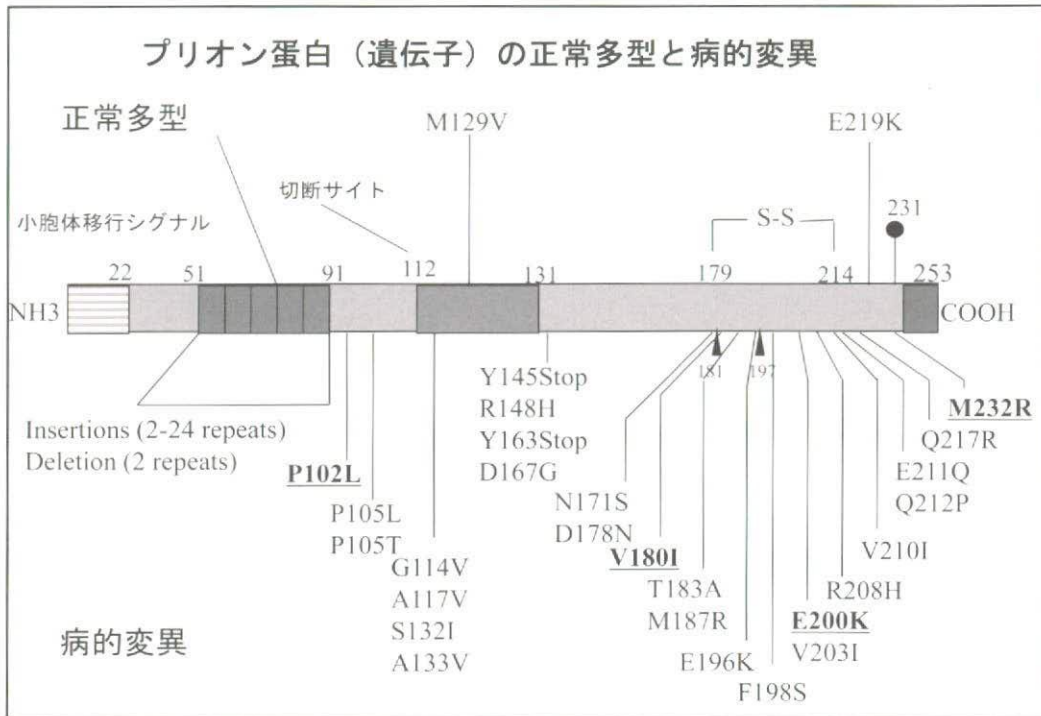 プリオン蛋白（遺伝子）の正常多型と病的変異
正常多型
M129V
E219K
切断サイト
小胞体移行シグナル
S-S
231
22
51
91
112
131
179
214
253
NH3
COOH
181
197
Insertions (2-24 repeats)
Deletion (2 repeats)
P102L
P105L
P105T
G114V
A117V
S132I
A133V
Y145Stop
R148H
Y163Stop
D167G
N171S
D178N
V180I
T183A
M187R
E196K
F198S
E200K
V203I
R208H
V210I
E211Q
Q212P
Q217R
M232R
病的変異